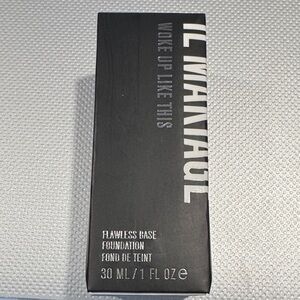 IL MAKIAGE
WOKE UP LIKE THIS
FLAWLESS BASE
FOUNDATION
FOND DE TEINT
30 ML/1 FL OZ e